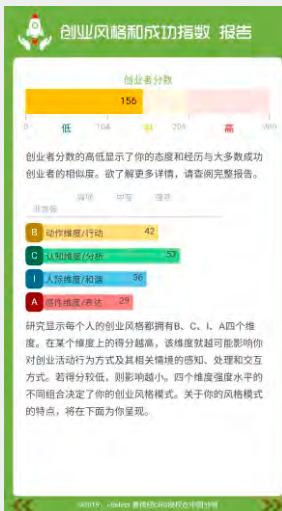 创业风格和成功指数 报告
创业者分数
156
0 低 104 中 208 高
创业者分数的高低显示了你的态度和经历与大多数成功
创业者的相似度。欲了解更多详情，请查阅完整报告。
B 动作维度/行动 42
C 认知维度/分析
I 人际维度/和谐
A 感性维度/表达 29
研究显示每个人的创业风格都拥有B、C、I、A四个维
度。在某个维度上的得分越高，该维度就越可能影响你
对创业活动行为方式及其相关情境的感知、处理和交互
方式。若得分较低，则影响越小。四个维度强度水平的
不同组合决定了你的创业风格模式。关于你的风格模式
的特点，将在下面为你呈现。